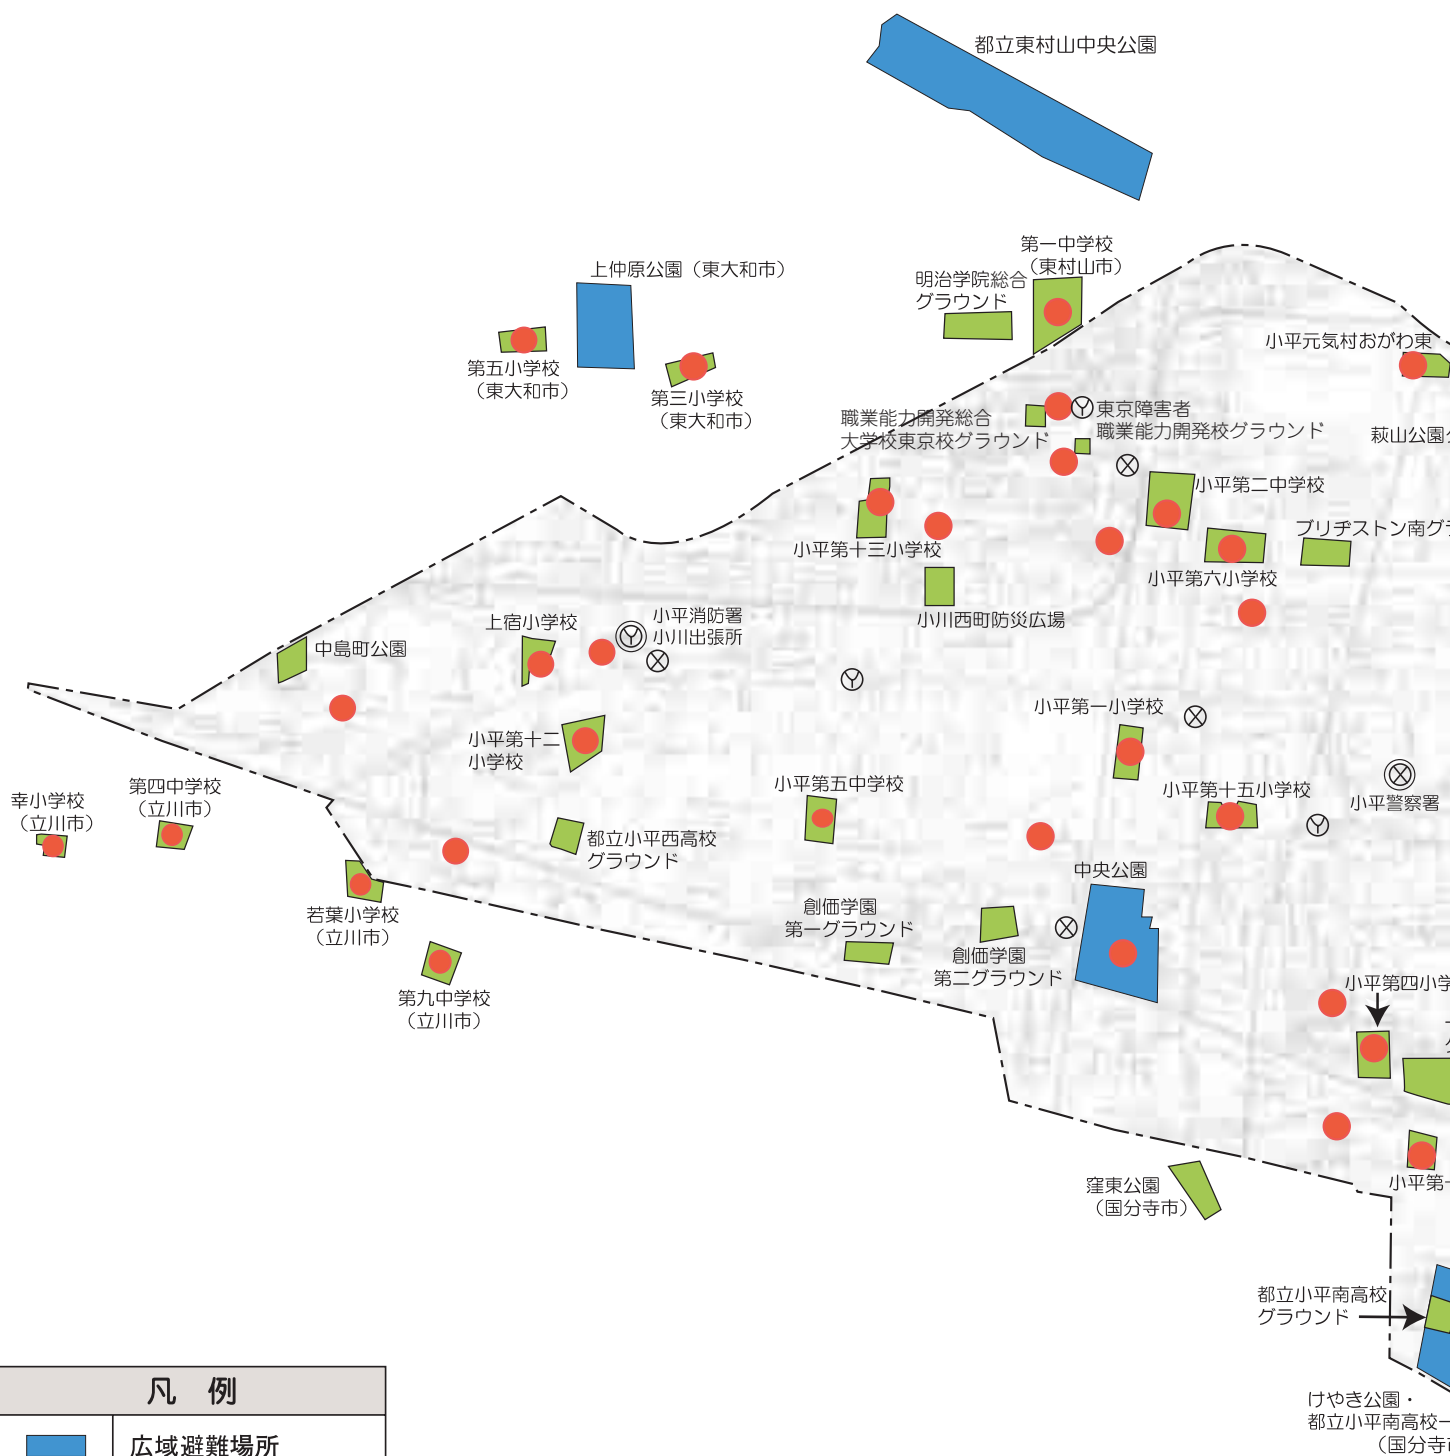 都立東村山中央公園
第一中学校
（東村山市）
明治学院総合
グラウンド
上仲原公園（東大和市）
第五小学校
（東大和市）
第三小学校
（東大和市）
小平元気村おがわ東
職業能力開発総合
大学校東京校グラウンド
東京障害者
職業能力開発校グラウンド
萩山公園
小平第二中学校
ブリヂストン南グ
小平第十三小学校
小平第六小学校
小川西町防災広場
上宿小学校
小平消防署
小川出張所
中島町公園
小平第一小学校
小平第十二
小学校
小平第五中学校
小平第十五小学校
小平警察署
幸小学校
（立川市）
第四中学校
（立川市）
都立小平西高校
グラウンド
中央公園
若葉小学校
（立川市）
創価学園
第一グラウンド
創価学園
第二グラウンド
第九中学校
（立川市）
小平第四小学
小平第
窪東公園
（国分寺市）
都立小平南高校
グラウンド
けやき公園・
都立小平南高校
（国分寺
凡 例
広域避難場所